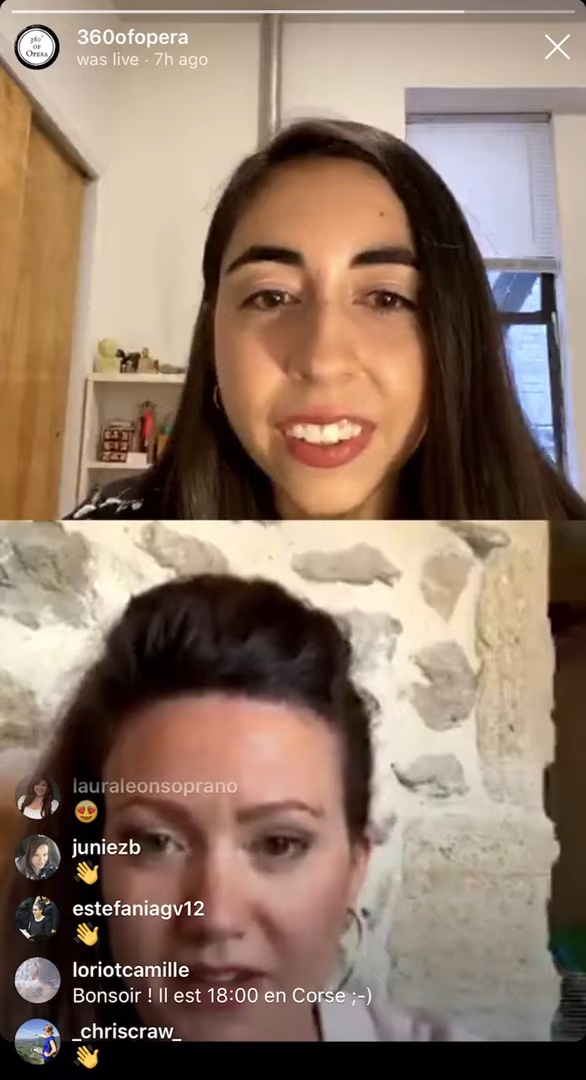 360°
OF
OPERA
360ofopera
was live · 7h ago
lauraleonsoprano
😍
juniezb
👋
estefaniagv12
👋
loriotcamille
Bonsoir ! Il est 18:00 en Corse ;-)
_chriscraw_
👋